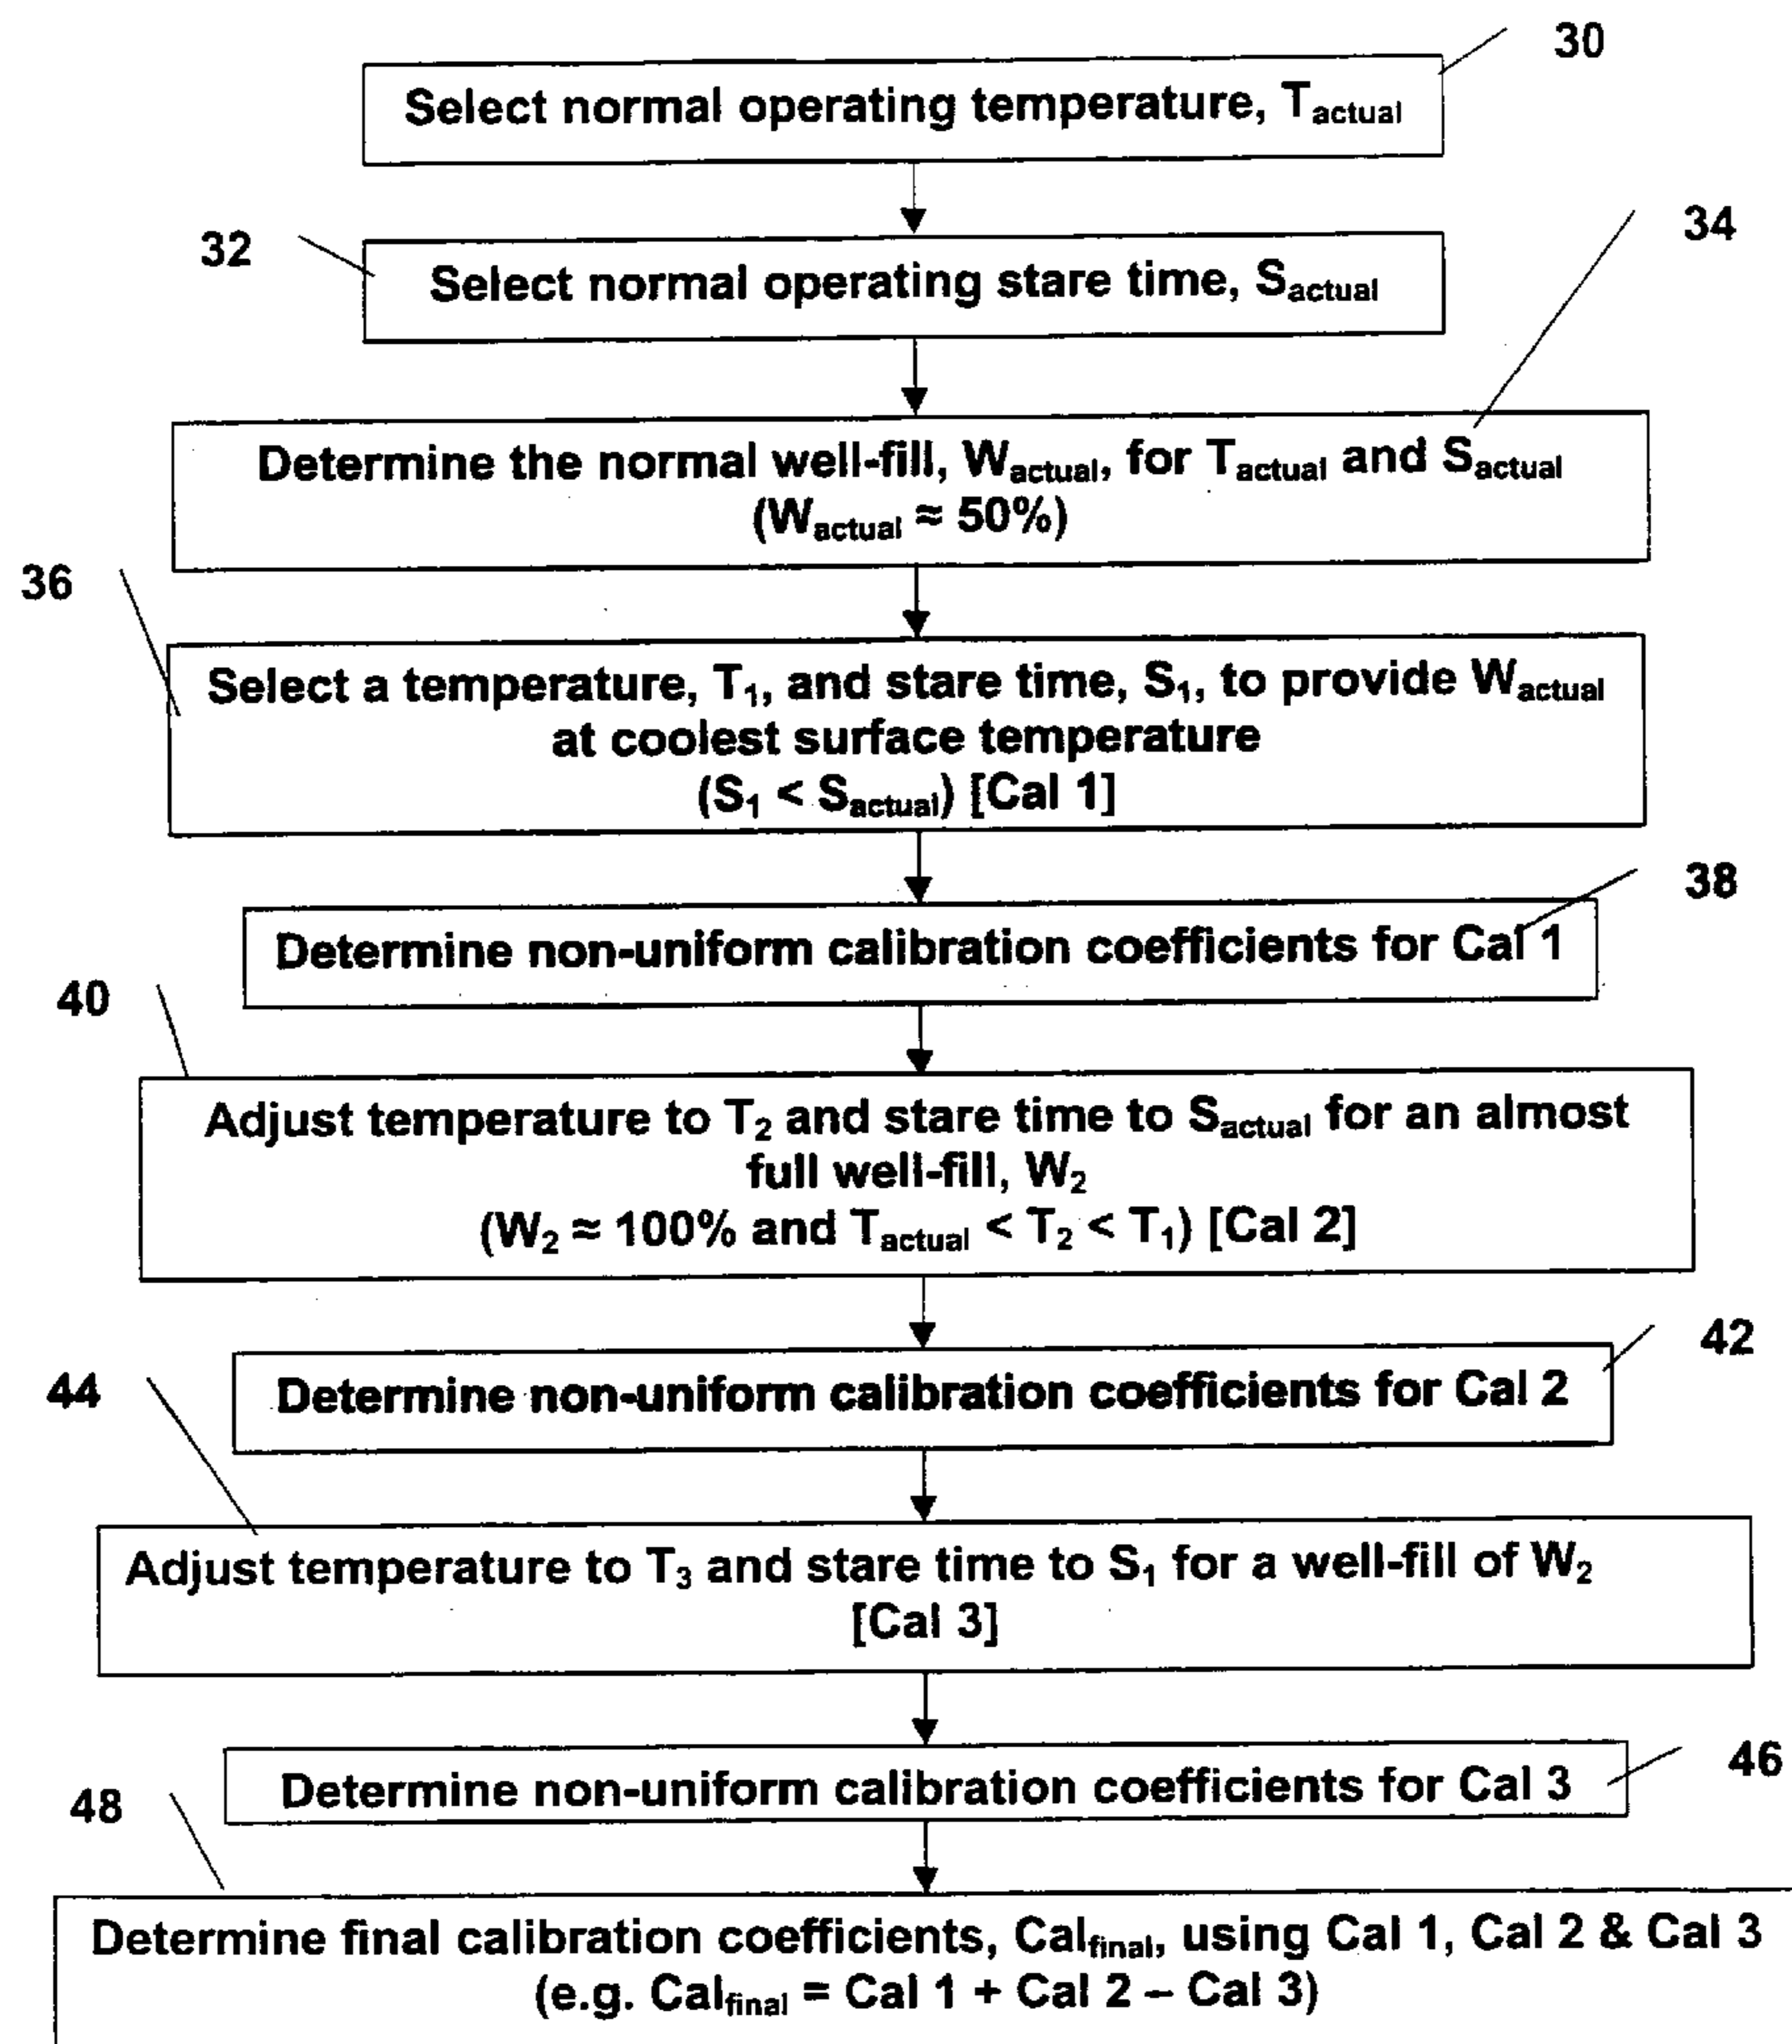 30
Select normal operating temperature, Tactual
32
Select normal operating stare time, Sactual
34
Determine the normal well-fill, Wactual, for Tactual and Sactual
(Wactual ≈ 50%)
36
Select a temperature, T1, and stare time, S1, to provide Wactual
at coolest surface temperature
(S1 < Sactual) [Cal 1]
38
Determine non-uniform calibration coefficients for Cal 1
40
Adjust temperature to T2 and stare time to Sactual for an almost
full well-fill, W2
(W2 ≈ 100% and Tactual < T2 < T1) [Cal 2]
42
Determine non-uniform calibration coefficients for Cal 2
44
Adjust temperature to T3 and stare time to S1 for a well-fill of W2
[Cal 3]
46
Determine non-uniform calibration coefficients for Cal 3
48
Determine final calibration coefficients, Calfinal, using Cal 1, Cal 2 & Cal 3
(e.g. Calfinal = Cal 1 + Cal 2 – Cal 3)